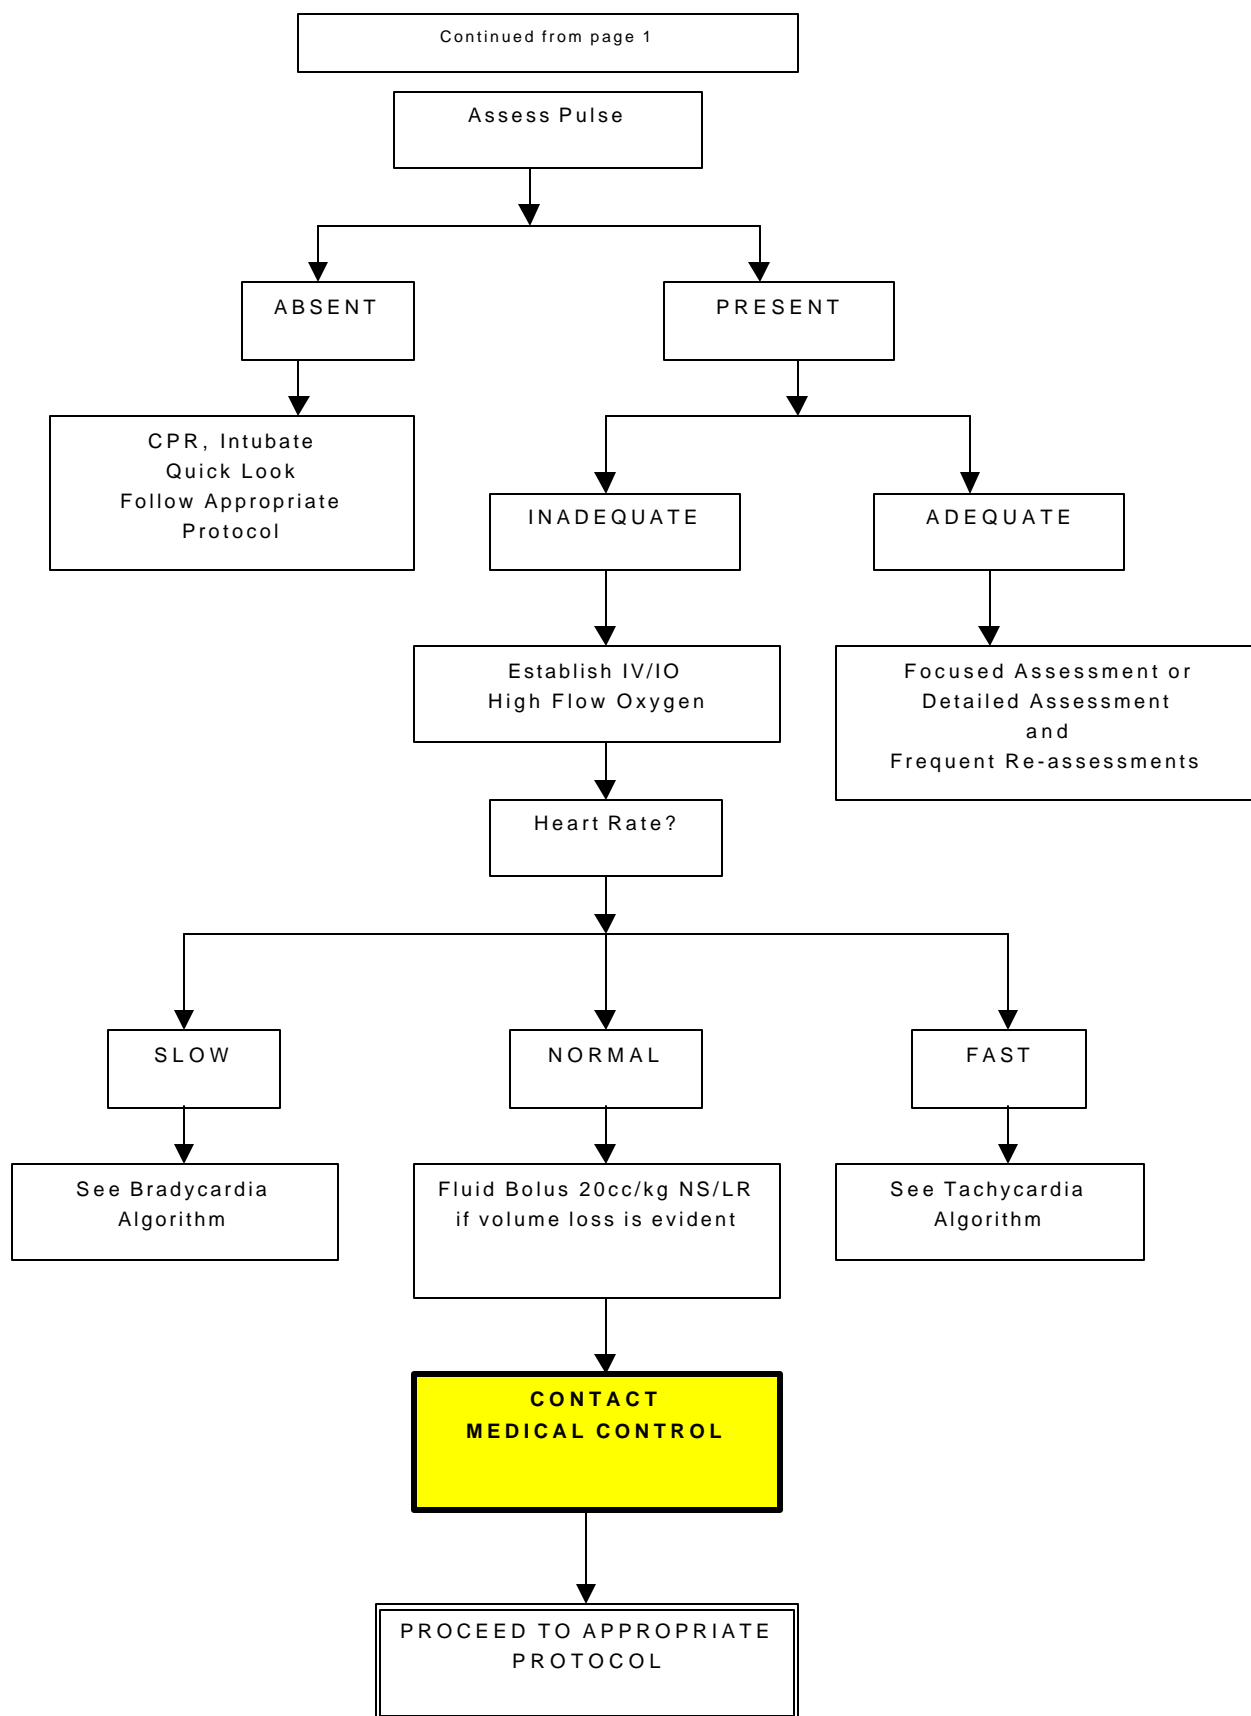 Continued from page 1
Assess Pulse
ABSENT
PRESENT
CPR, Intubate
Quick Look
Follow Appropriate
Protocol
INADEQUATE
ADEQUATE
Establish IV/IO
High Flow Oxygen
Focused Assessment or
Detailed Assessment
and
Frequent Re-assessments
Heart Rate?
SLOW
NORMAL
FAST
See Bradycardia
Algorithm
Fluid Bolus 20cc/kg NS/LR
if volume loss is evident
See Tachycardia
Algorithm
CONTACT
MEDICAL CONTROL
PROCEED TO APPROPRIATE
PROTOCOL